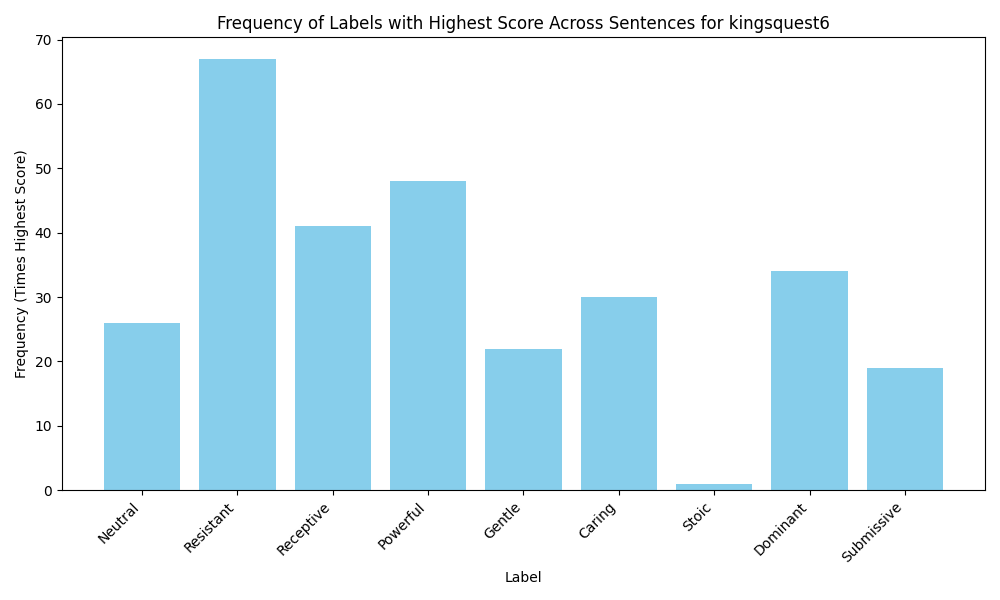 Frequency of Labels with Highest Score Across Sentences for kingsquest6
Frequency (Times Highest Score)
70
60
50
40
30
20
10
0
Neutral
Resistant
Receptive
Powerful
Gentle
Caring
Stoic
Dominant
Submissive
Label